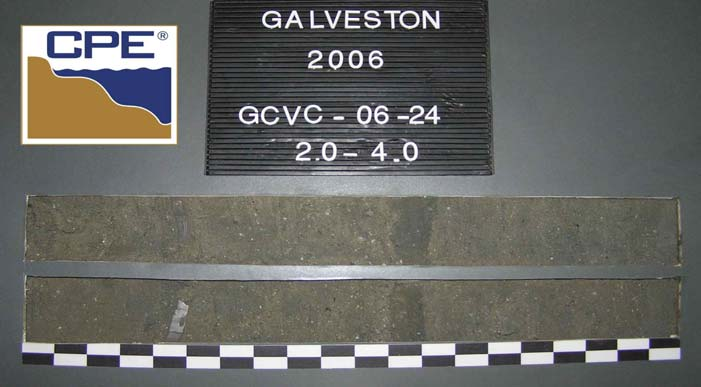 CPE®
GALVESTON
2006
GCVC - 06 - 24
2.0 - 4.0